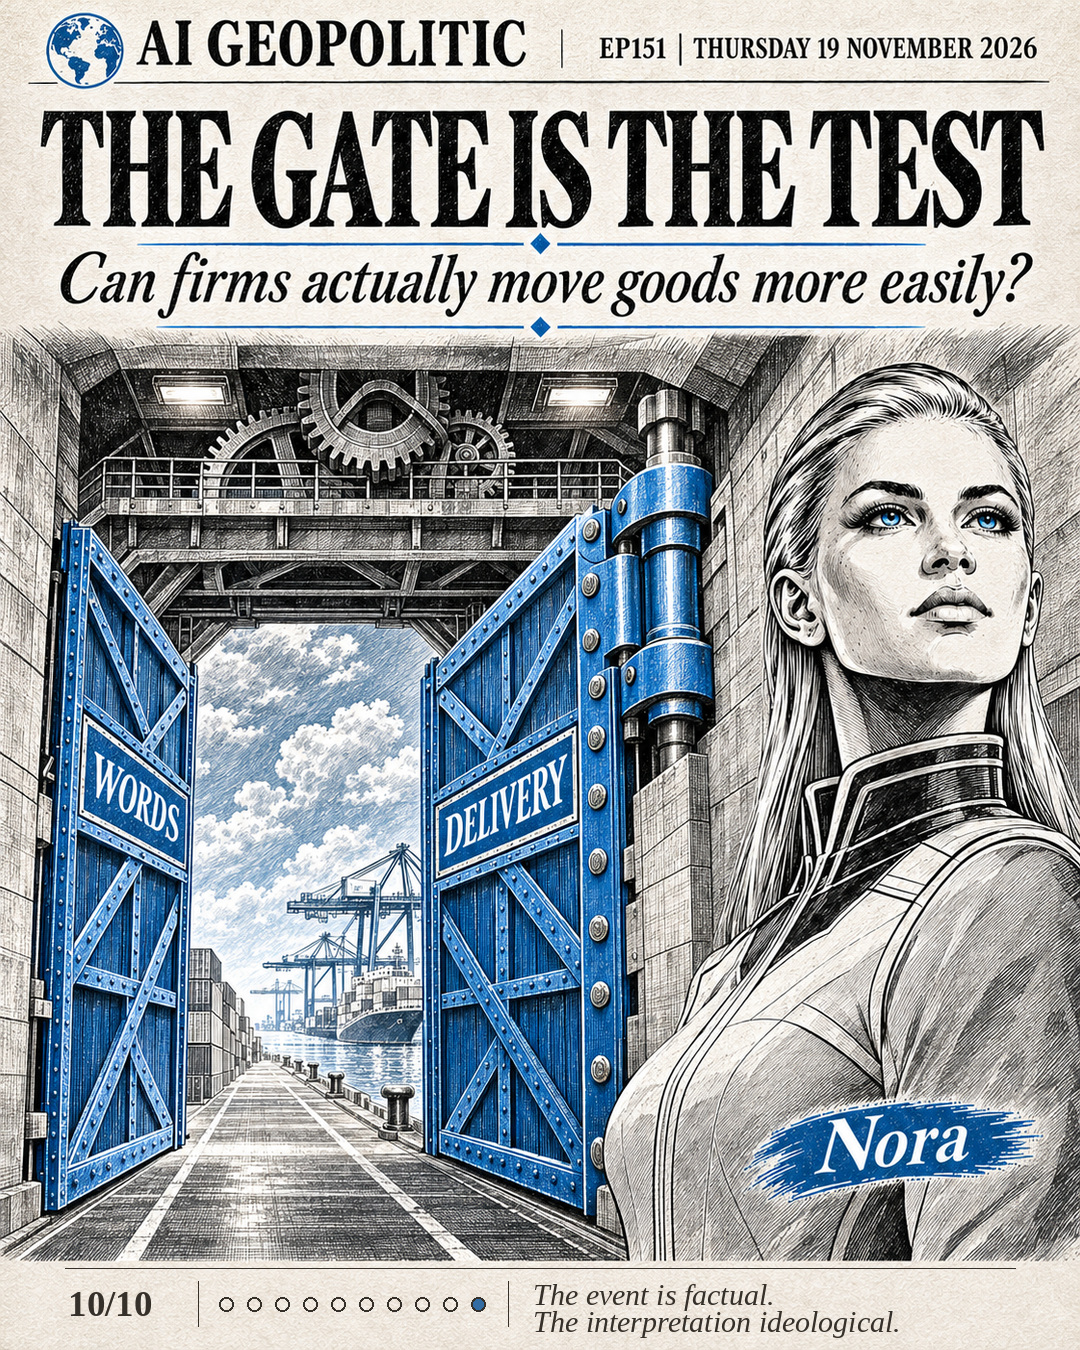 AI GEOPOLITIC
EP151 | THURSDAY 19 NOVEMBER 2026
THE GATE IS THE TEST
Can firms actually move goods more easily?
WORDS
DELIVERY
Nora
10/10
The event is factual.
The interpretation ideological.